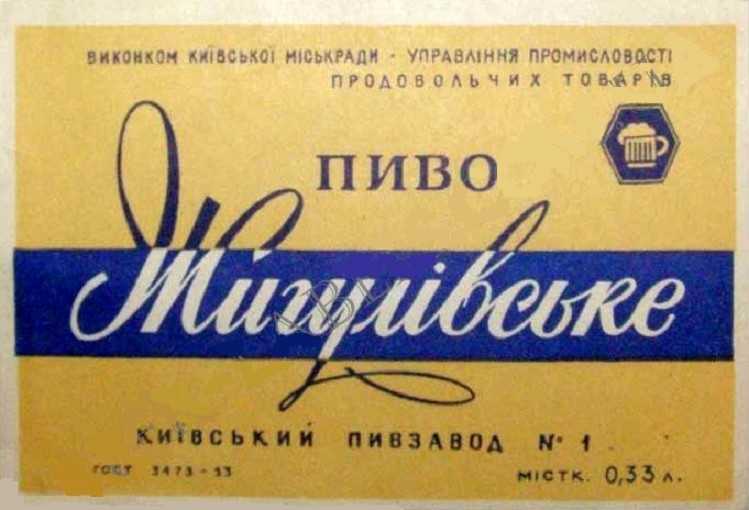 ВИКОНКОМ КИЇВСЬКОЇ МІСЬКРАДИ - УПРАВЛІННЯ ПРОМИСЛОВОСТІ
ПРОДОВОЛЬЧИХ ТОВАРІВ
ПИВО
Жигулівське
КИЇВСЬКИЙ ПИВЗАВОД № 1
ГОСТ 3473-53
МІСТК. 0,33 л.